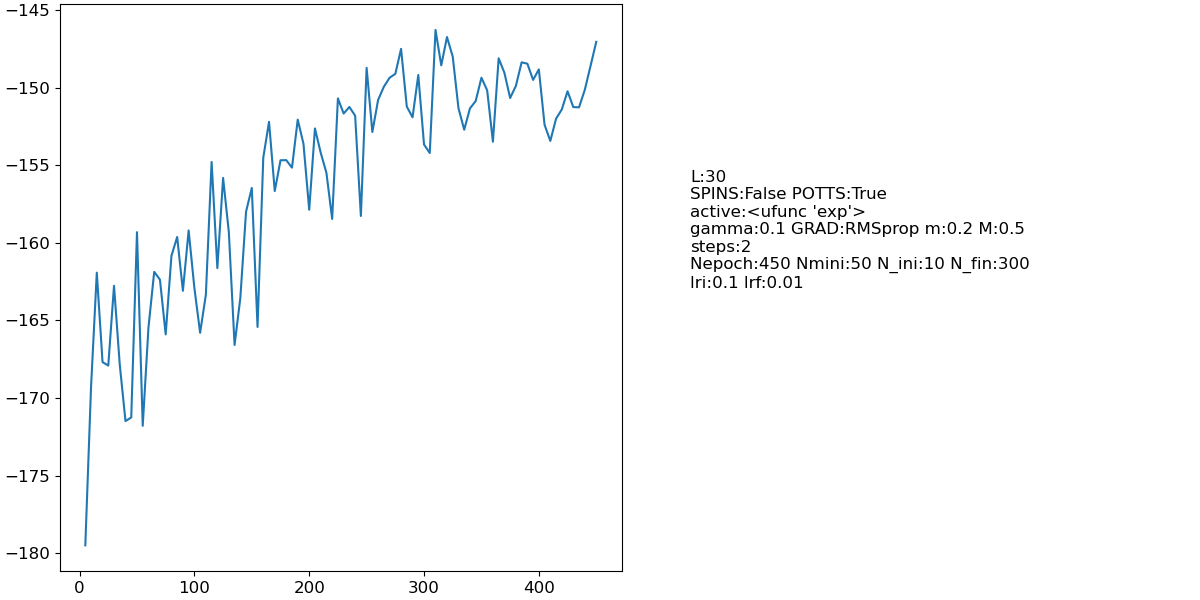 −145
−150
−155
−160
−165
−170
−175
−180
0 100 200 300 400
L:30
SPINS:False POTTS:True
active:<ufunc 'exp'>
gamma:0.1 GRAD:RMSprop m:0.2 M:0.5
steps:2
Nepoch:450 Nmini:50 N_ini:10 N_fin:300
lri:0.1 lrf:0.01